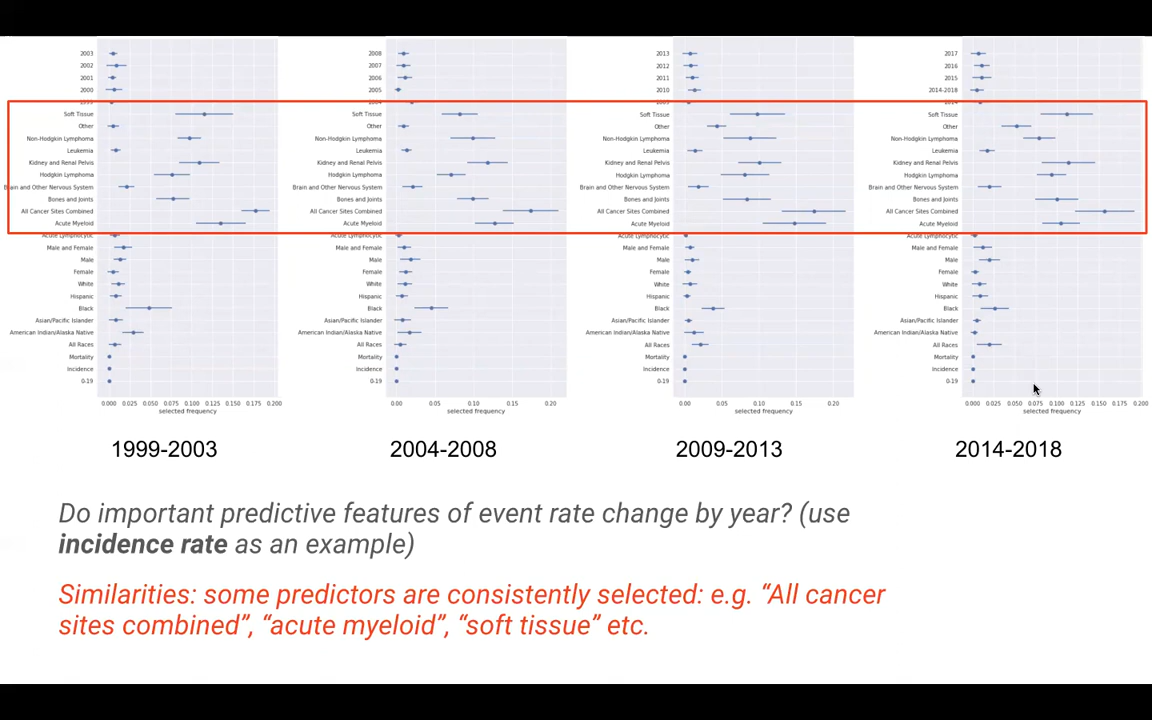 2003
2002
2001
2000
1999
Soft Tissue
Other
Non-Hodgkin Lymphoma
Leukemia
Kidney and Renal Pelvis
Hodgkin Lymphoma
Brain and Other Nervous System
Bones and Joints
All Cancer Sites Combined
Acute Myeloid
Acute Lymphocytic
Male and Female
Male
Female
White
Hispanic
Black
Asian/Pacific Islander
American Indian/Alaska Native
All Races
Mortality
Incidence
0-19
0.000 0.025 0.050 0.075 0.100 0.125 0.150 0.175 0.200
selected frequency
1999-2003
2008
2007
2006
2005
2004
Soft Tissue
Other
Non-Hodgkin Lymphoma
Leukemia
Kidney and Renal Pelvis
Hodgkin Lymphoma
Brain and Other Nervous System
Bones and Joints
All Cancer Sites Combined
Acute Myeloid
Acute Lymphocytic
Male and Female
Male
Female
White
Hispanic
Black
Asian/Pacific Islander
American Indian/Alaska Native
All Races
Mortality
Incidence
0-19
0.00 0.05 0.10 0.15 0.20
selected frequency
2004-2008
2013
2012
2011
2010
2009
Soft Tissue
Other
Non-Hodgkin Lymphoma
Leukemia
Kidney and Renal Pelvis
Hodgkin Lymphoma
Brain and Other Nervous System
Bones and Joints
All Cancer Sites Combined
Acute Myeloid
Acute Lymphocytic
Male and Female
Male
Female
White
Hispanic
Black
Asian/Pacific Islander
American Indian/Alaska Native
All Races
Mortality
Incidence
0-19
0.00 0.05 0.10 0.15 0.20
selected frequency
2009-2013
2017
2016
2015
2014-2018
2014
Soft Tissue
Other
Non-Hodgkin Lymphoma
Leukemia
Kidney and Renal Pelvis
Hodgkin Lymphoma
Brain and Other Nervous System
Bones and Joints
All Cancer Sites Combined
Acute Myeloid
Acute Lymphocytic
Male and Female
Male
Female
White
Hispanic
Black
Asian/Pacific Islander
American Indian/Alaska Native
All Races
Mortality
Incidence
0-19
0.000 0.025 0.050 0.075 0.100 0.125 0.150 0.175 0.200
selected frequency
2014-2018
Do important predictive features of event rate change by year? (use
incidence rate as an example)
Similarities: some predictors are consistently selected: e.g. “All cancer
sites combined”, “acute myeloid”, “soft tissue” etc.